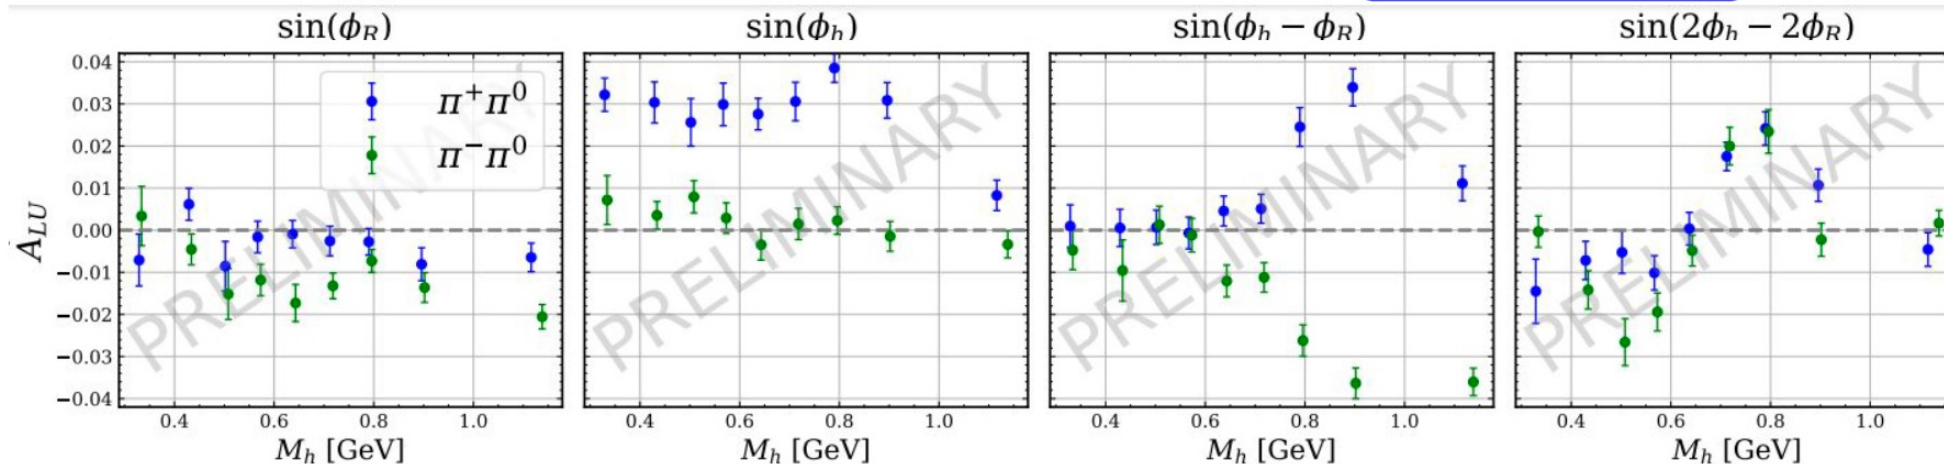 sin(ϕ_R)
sin(ϕ_h)
sin(ϕ_h − ϕ_R)
sin(2ϕ_h − 2ϕ_R)
0.04
0.03
0.02
0.01
0.00
−0.01
−0.02
−0.03
−0.04
A_LU
π⁺π⁰
π⁻π⁰
PRELIMINARY
PRELIMINARY
PRELIMINARY
PRELIMINARY
0.4 0.6 0.8 1.0
0.4 0.6 0.8 1.0
0.4 0.6 0.8 1.0
0.4 0.6 0.8 1.0
M_h [GeV]
M_h [GeV]
M_h [GeV]
M_h [GeV]